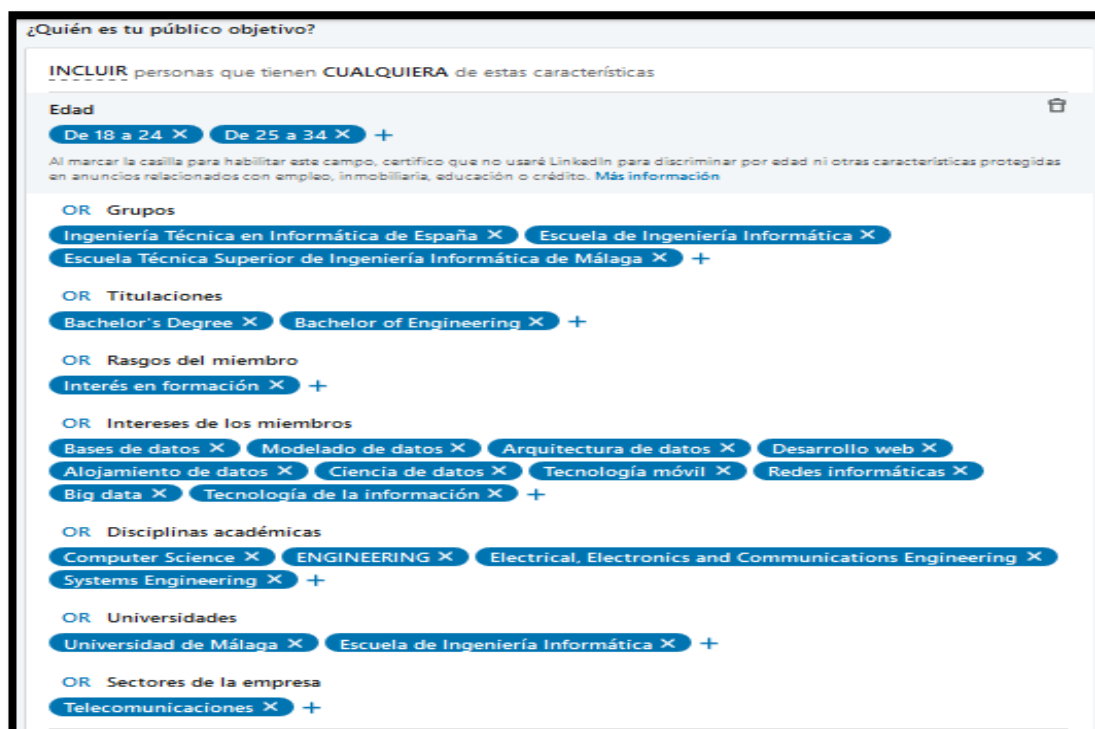 ¿Quién es tu público objetivo?
INCLUIR personas que tienen CUALQUIERA de estas características
Edad
De 18 a 24 × De 25 a 34 × +
Al marcar la casilla para habilitar este campo, certifico que no usaré LinkedIn para discriminar por edad ni otras características protegidas
en anuncios relacionados con empleo, inmobiliaria, educación o crédito. Más información
OR Grupos
Ingeniería Técnica en Informática de España × Escuela de Ingeniería Informática ×
Escuela Técnica Superior de Ingeniería Informática de Málaga × +
OR Titulaciones
Bachelor's Degree × Bachelor of Engineering × +
OR Rasgos del miembro
Interés en formación × +
OR Intereses de los miembros
Bases de datos × Modelado de datos × Arquitectura de datos × Desarrollo web ×
Alojamiento de datos × Ciencia de datos × Tecnología móvil × Redes informáticas ×
Big data × Tecnología de la información × +
OR Disciplinas académicas
Computer Science × ENGINEERING × Electrical, Electronics and Communications Engineering ×
Systems Engineering × +
OR Universidades
Universidad de Málaga × Escuela de Ingeniería Informática × +
OR Sectores de la empresa
Telecomunicaciones × +